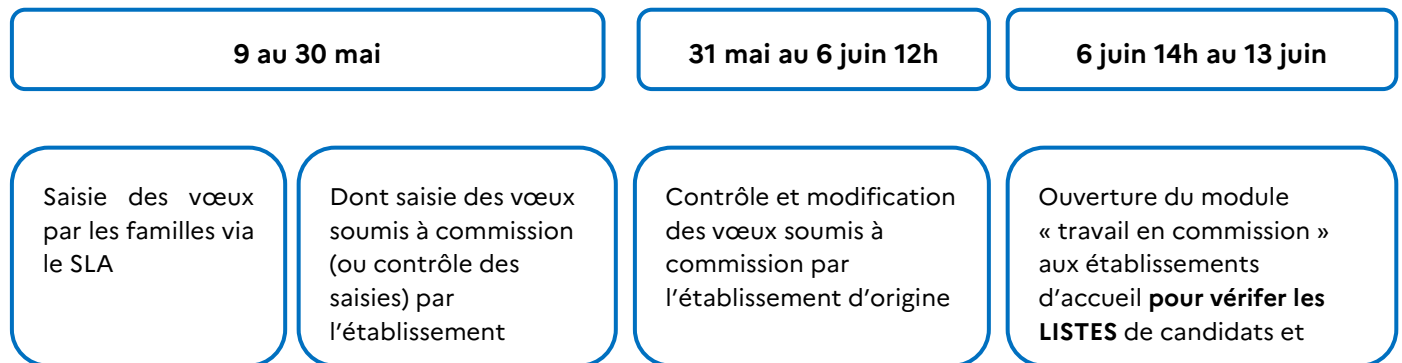 9 au 30 mai
31 mai au 6 juin 12h
6 juin 14h au 13 juin
Saisie des vœux
par les familles via
le SLA
Dont saisie des vœux
soumis à commission
(ou contrôle des
saisies) par
l’établissement
Contrôle et modification
des vœux soumis à
commission par
l’établissement d’origine
Ouverture du module
« travail en commission »
aux établissements
d’accueil pour vérifer les
LISTES de candidats et